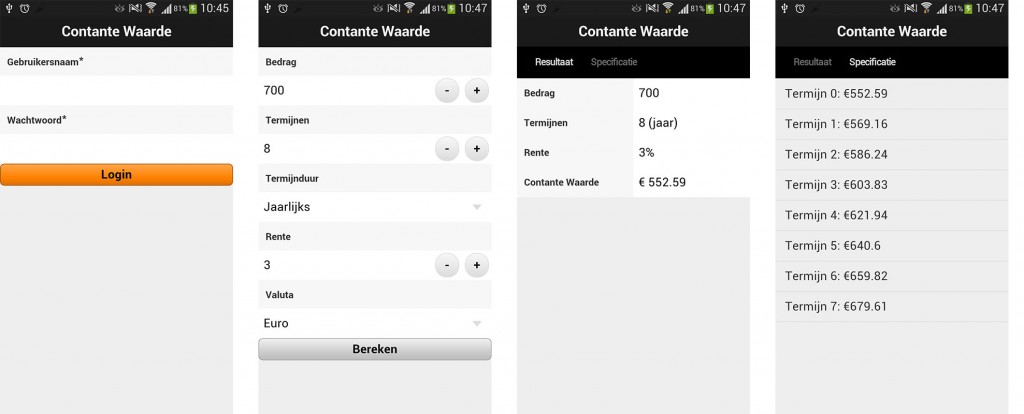 10:45
81%
Contante Waarde
Gebruikersnaam*
Wachtwoord*
Login
10:47
81%
Contante Waarde
Bedrag
700
- +
Termijnen
8
- +
Termijnduur
Jaarlijks
Rente
3
- +
Valuta
Euro
Bereken
10:47
81%
Contante Waarde
Resultaat Specificatie
Bedrag 700
Termijnen 8 (jaar)
Rente 3%
Contante Waarde € 552.59
10:47
81%
Contante Waarde
Resultaat Specificatie
Termijn 0: €552.59
Termijn 1: €569.16
Termijn 2: €586.24
Termijn 3: €603.83
Termijn 4: €621.94
Termijn 5: €640.6
Termijn 6: €659.82
Termijn 7: €679.61